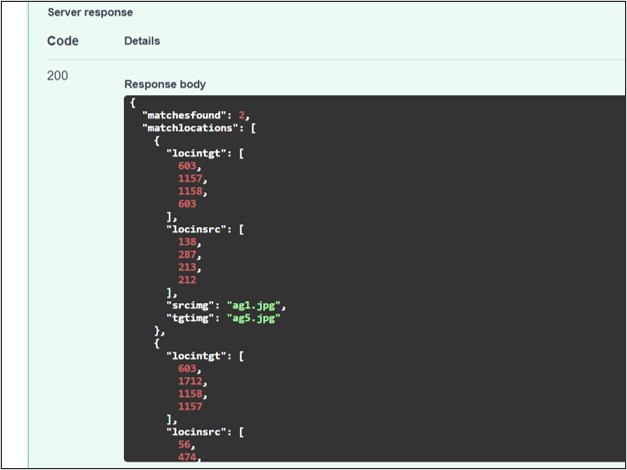 Server response
Code Details
200
Response body
{
"matchesfound": 2,
"matchlocations": [
{
"locintgt": [
603,
1157,
1158,
603
],
"locinsrc": [
138,
287,
213,
212
],
"srcimg": "ag1.jpg",
"tgtimg": "ag5.jpg"
},
{
"locintgt": [
603,
1712,
1158,
1157
],
"locinsrc": [
56,
474,